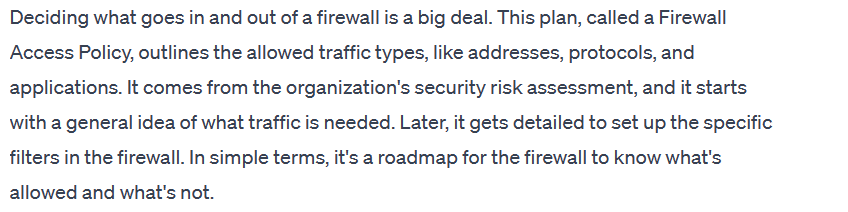 Deciding what goes in and out of a firewall is a big deal. This plan, called a Firewall
Access Policy, outlines the allowed traffic types, like addresses, protocols, and
applications. It comes from the organization's security risk assessment, and it starts
with a general idea of what traffic is needed. Later, it gets detailed to set up the specific
filters in the firewall. In simple terms, it's a roadmap for the firewall to know what's
allowed and what's not.